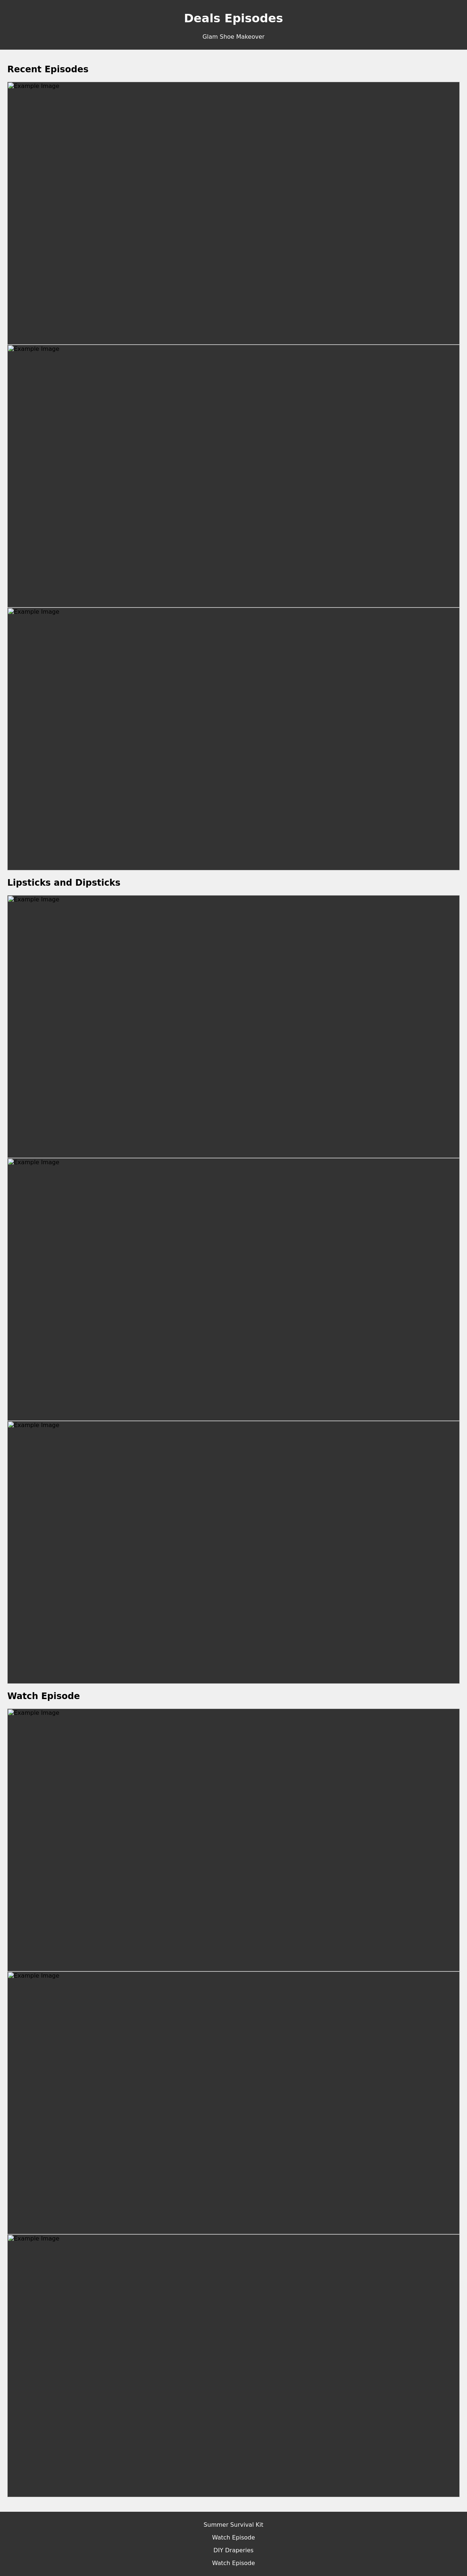 Deals Episodes
Glam Shoe Makeover
Recent Episodes
Example Image
Example Image
Example Image
Lipsticks and Dipsticks
Example Image
Example Image
Example Image
Watch Episode
Example Image
Example Image
Example Image
Summer Survival Kit
Watch Episode
DIY Draperies
Watch Episode